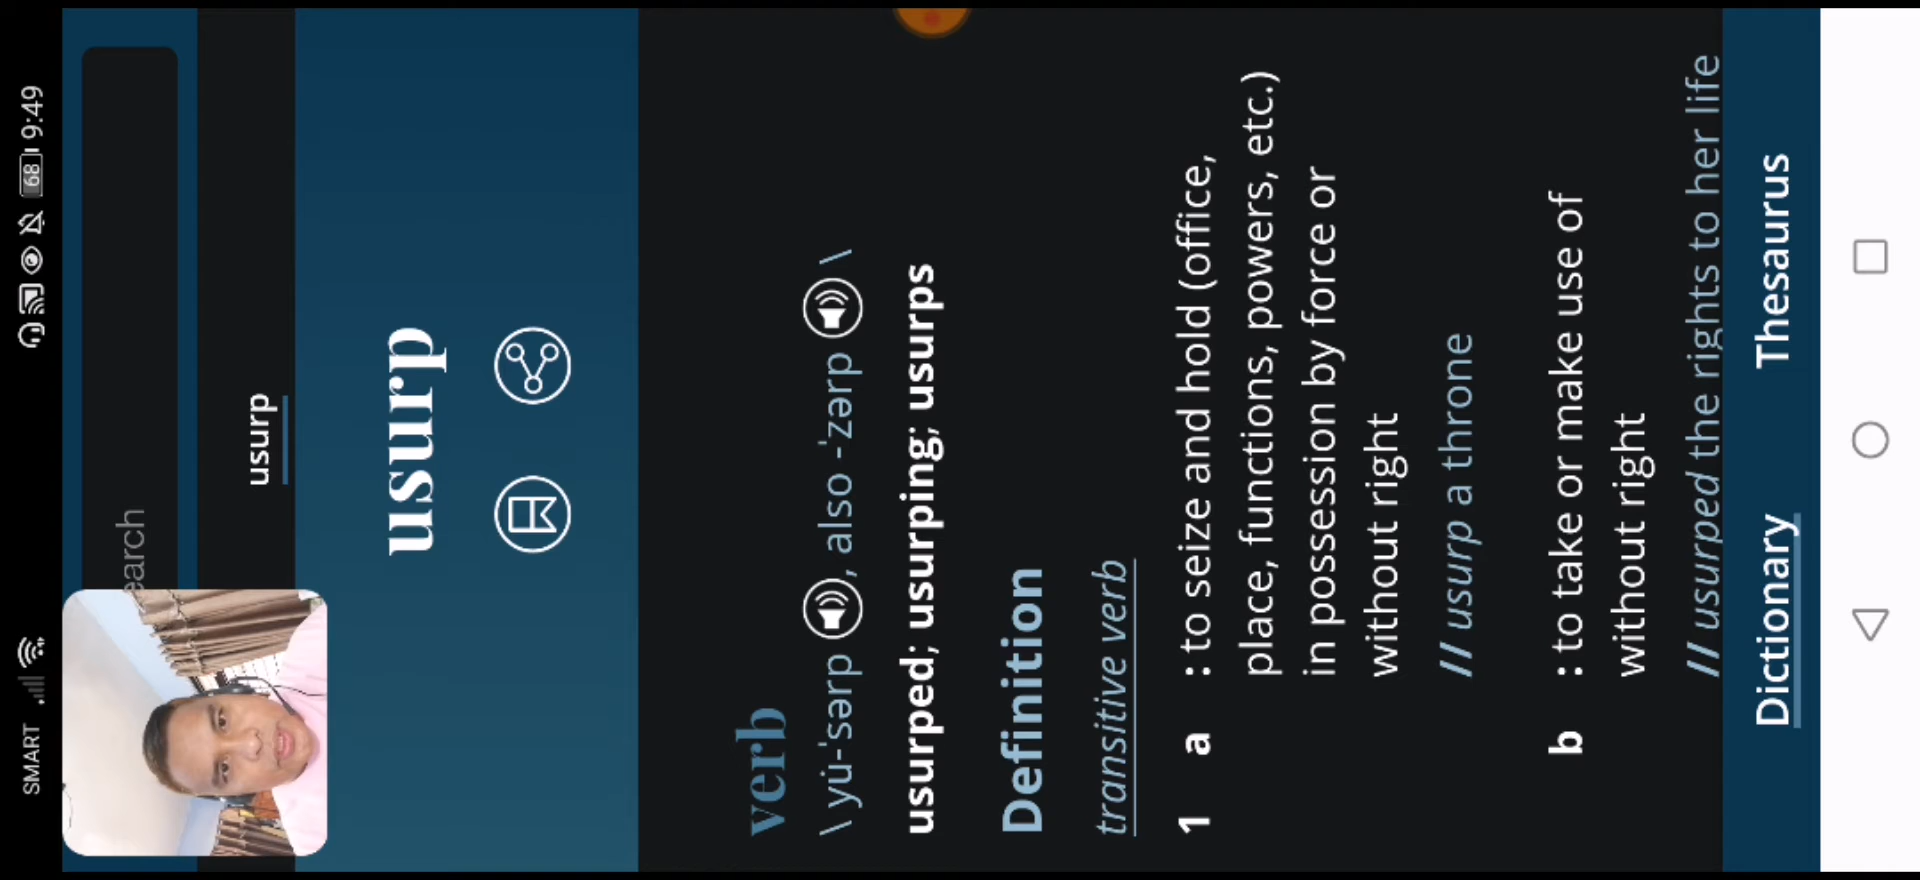 SMART 68 9:49
earch
usurp
usurp
verb
\ yü-ˈsərp , also -ˈzərp \
usurped; usurping; usurps
Definition
transitive verb
1 a : to seize and hold (office,
place, functions, powers, etc.)
in possession by force or
without right
// usurp a throne
b : to take or make use of
without right
// usurped the rights to her life
Dictionary Thesaurus